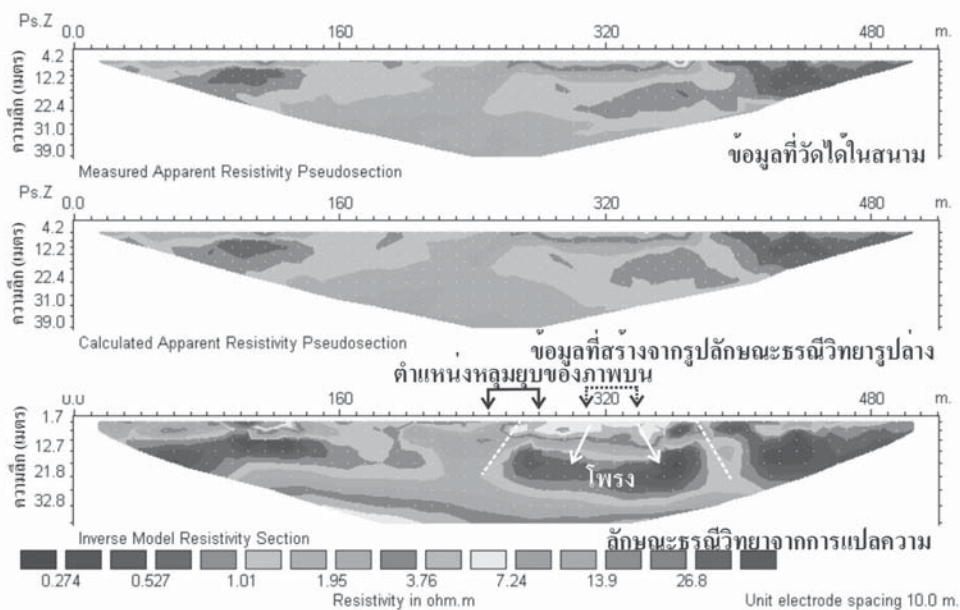 Ps.Z 0.0 160 320 480 m.
4.2
12.2
22.4
31.0
39.0
ความลึก (เมตร)
ข้อมูลที่วัดได้ในสนาม
Measured Apparent Resistivity Pseudosection
Ps.Z 0.0 160 320 480 m.
4.2
12.2
22.4
31.0
39.0
ความลึก (เมตร)
Calculated Apparent Resistivity Pseudosection
ข้อมูลที่สร้างจากรูปลักษณะธรณีวิทยารูปล่าง
ตำแหน่งหลุมยุบของภาพบน
0.0 160 320 480 m.
1.7
12.7
21.8
32.8
ความลึก (เมตร)
โพรง
Inverse Model Resistivity Section
ลักษณะธรณีวิทยาจากการแปลความ
0.274 0.527 1.01 1.95 3.76 7.24 13.9 26.8
Resistivity in ohm.m
Unit electrode spacing 10.0 m.